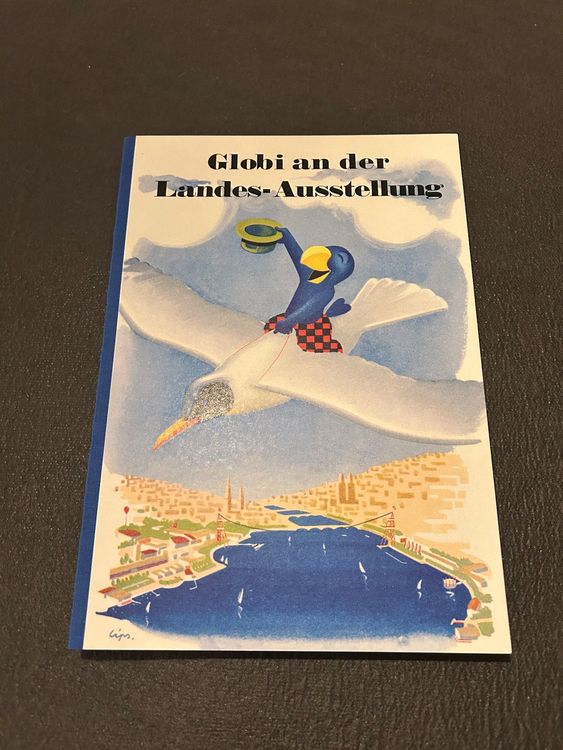 Globi an der
Landes-Ausstellung
Lips.